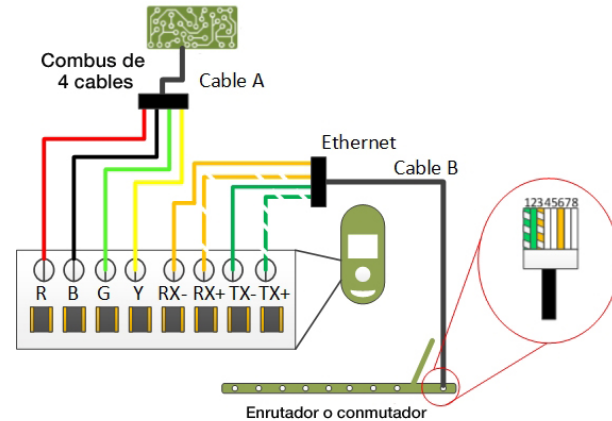 Combus de
4 cables
Cable A
Ethernet
Cable B
12345678
R B G Y RX- RX+ TX- TX+
Enrutador o conmutador